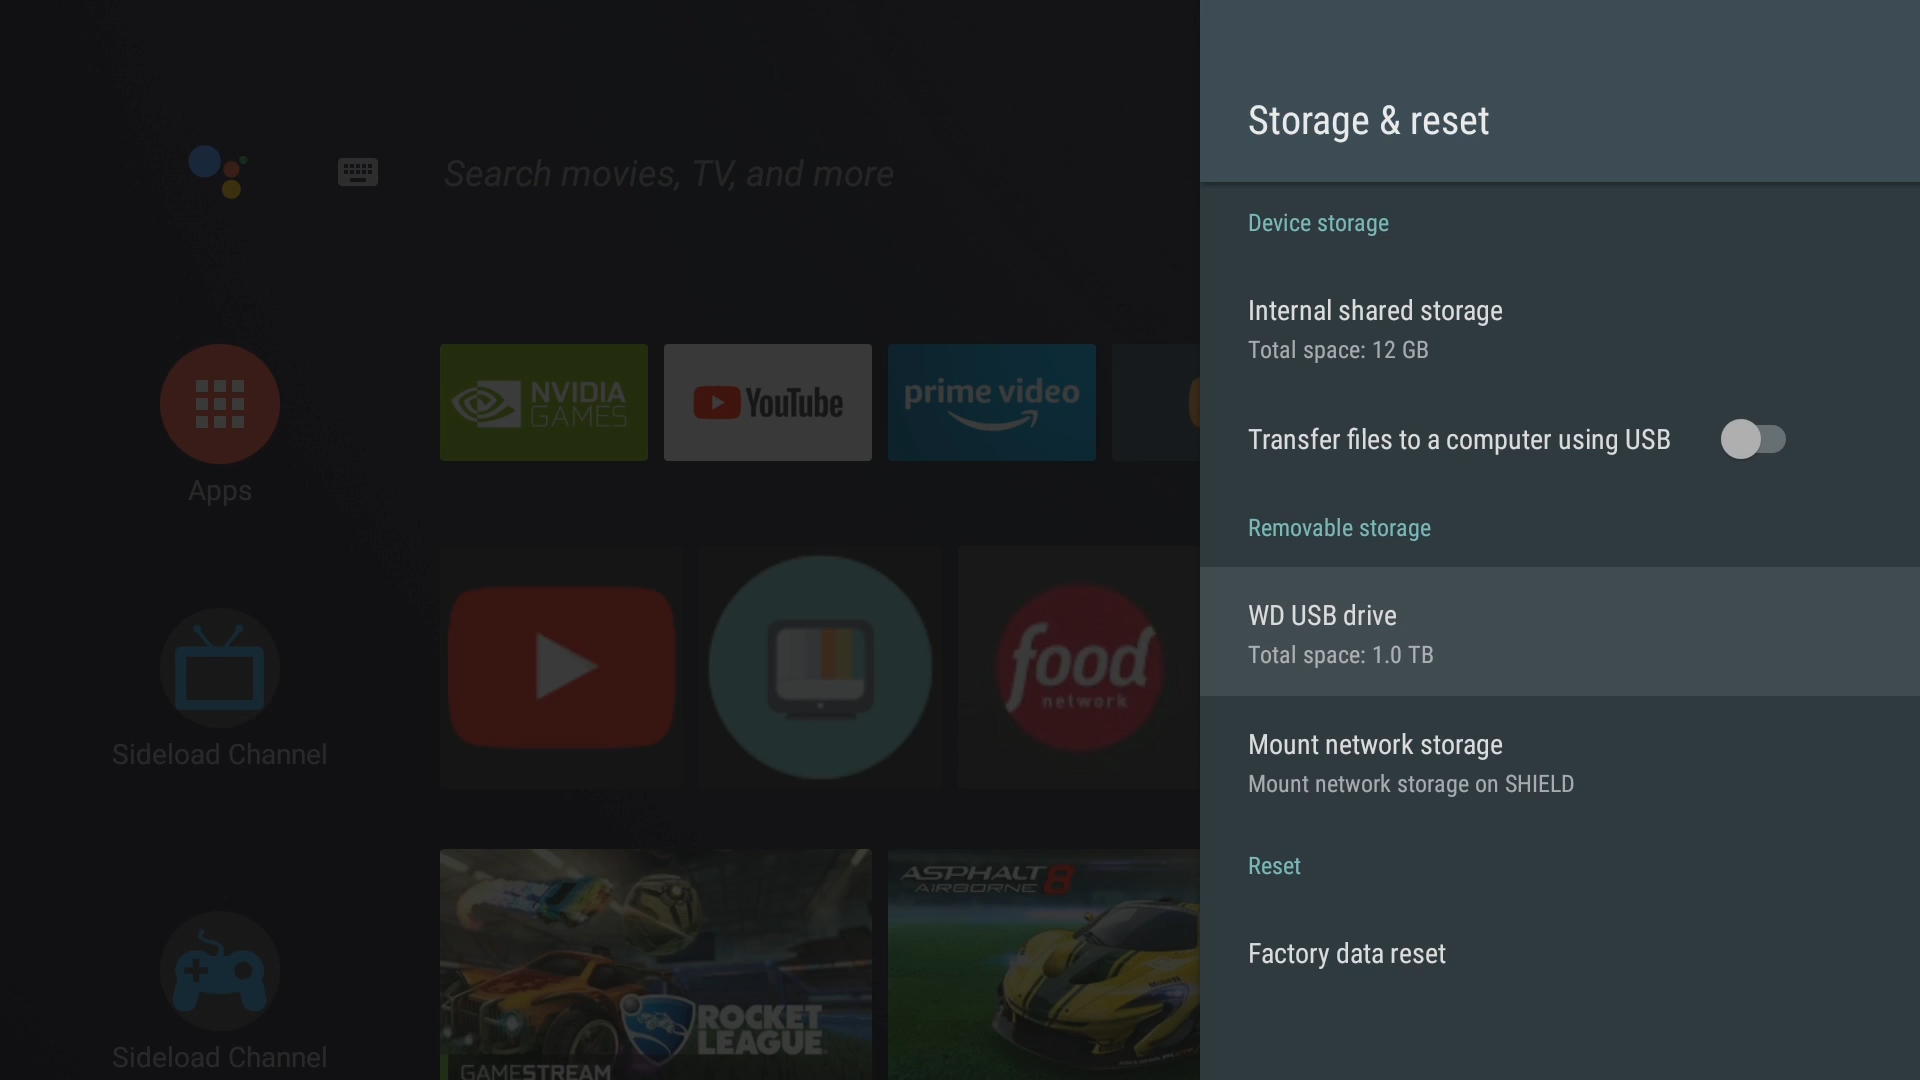 Search movies, TV, and more
Apps
NVIDIA
GAMES
YouTube
prime video
Sideload Channel
food
network
Sideload Channel
ROCKET
LEAGUE
GAMESTREAM
ASPHALT 8
AIRBORNE
Storage & reset
Device storage
Internal shared storage
Total space: 12 GB
Transfer files to a computer using USB
Removable storage
WD USB drive
Total space: 1.0 TB
Mount network storage
Mount network storage on SHIELD
Reset
Factory data reset